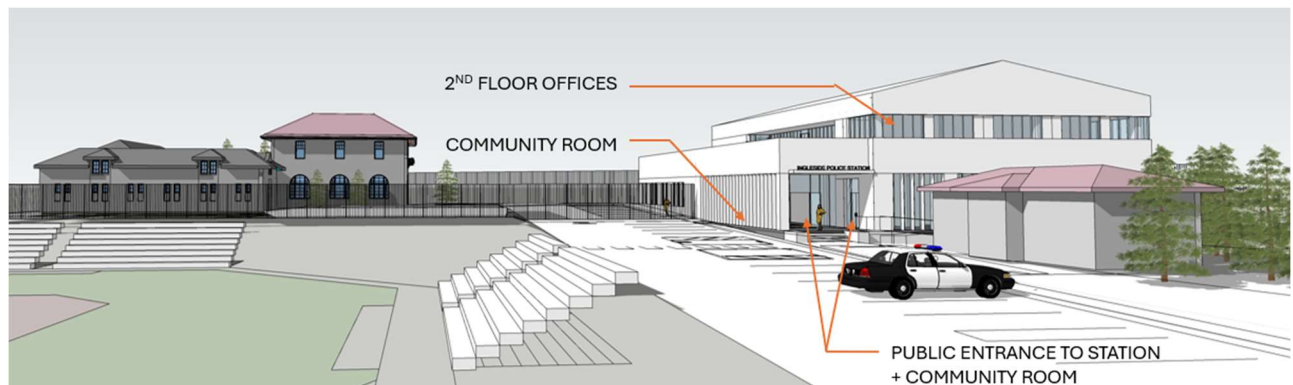 2ND FLOOR OFFICES
COMMUNITY ROOM
INGLESIDE POLICE STATION
PUBLIC ENTRANCE TO STATION
+ COMMUNITY ROOM